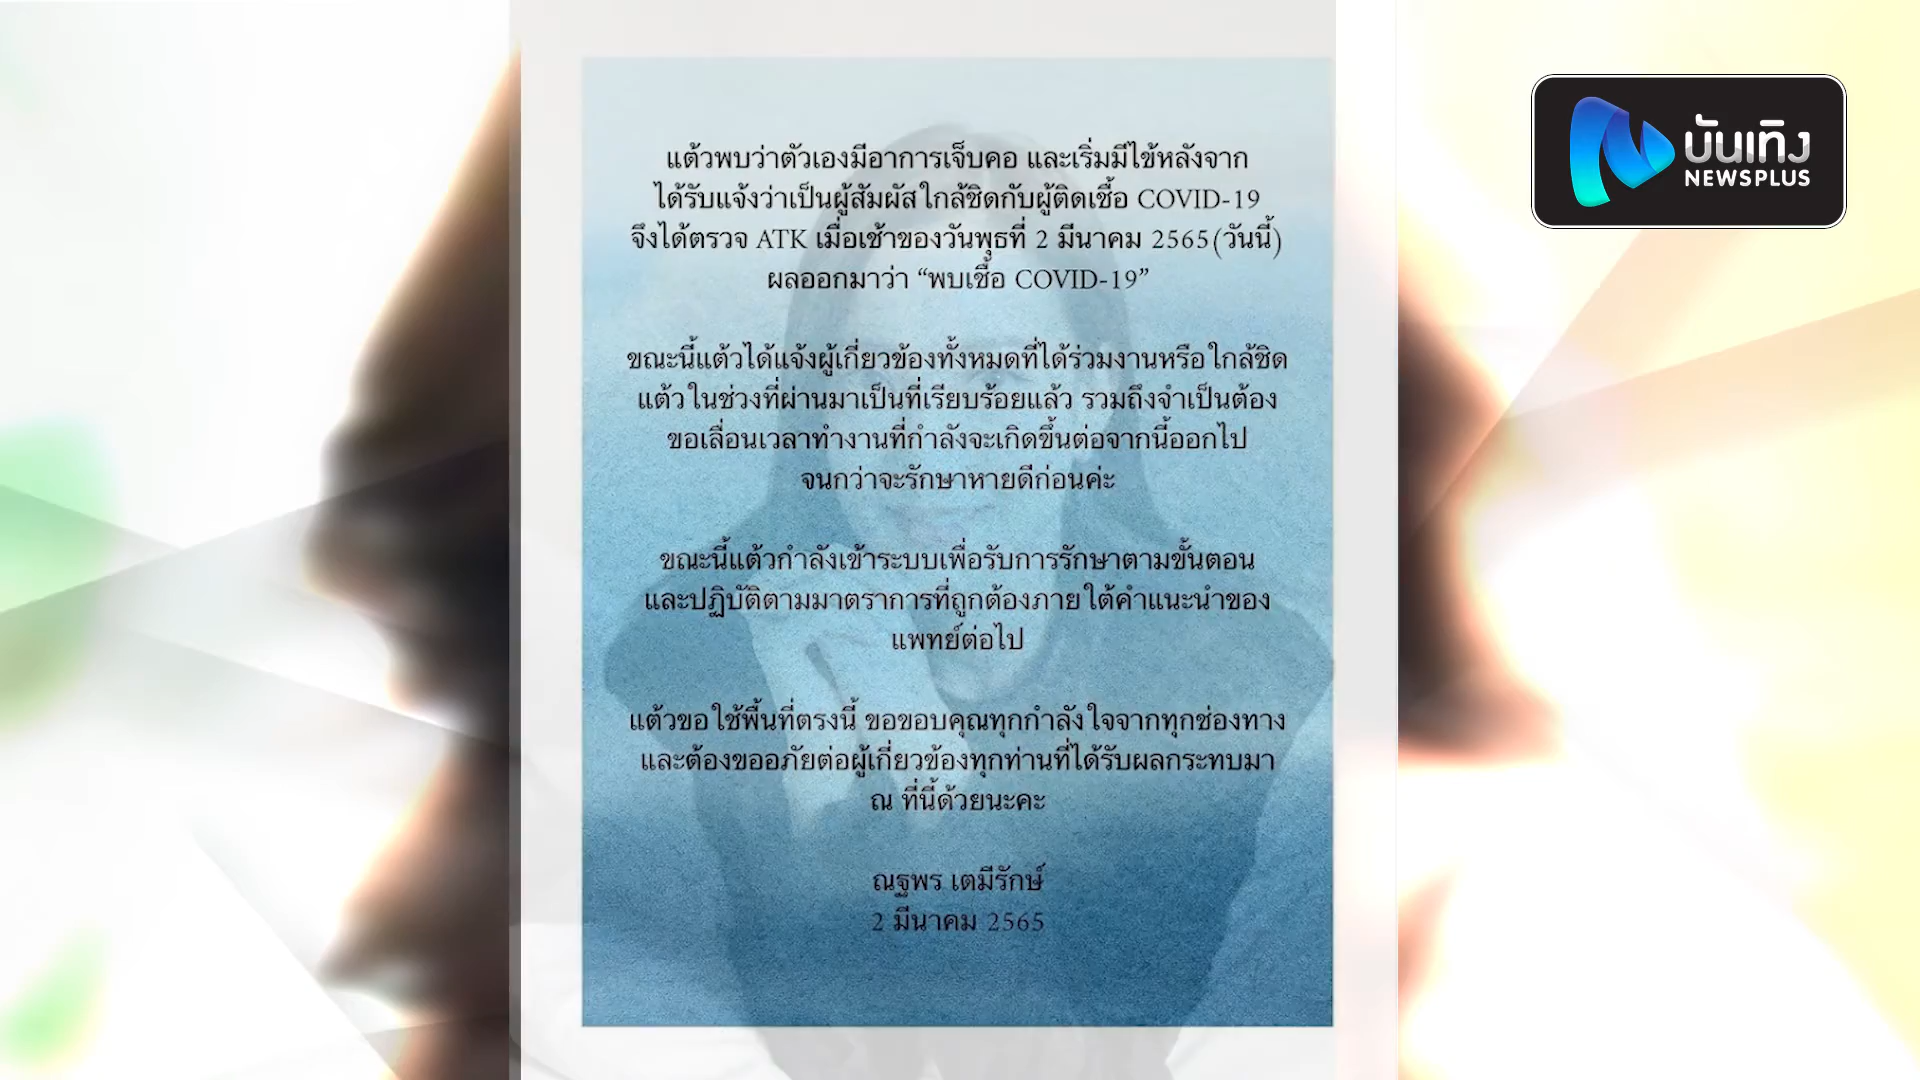 แต้วพบว่าตัวเองมีอาการเจ็บคอ และเริ่มมีไข้หลังจาก
ได้รับแจ้งว่าเป็นผู้สัมผัสใกล้ชิดกับผู้ติดเชื้อ COVID-19
จึงได้ตรวจ ATK เมื่อเช้าของวันพุธที่ 2 มีนาคม 2565(วันนี้)
ผลออกมาว่า “พบเชื้อ COVID-19”
ขณะนี้แต้วได้แจ้งผู้เกี่ยวข้องทั้งหมดที่ได้ร่วมงานหรือใกล้ชิด
แต้วในช่วงที่ผ่านมาเป็นที่เรียบร้อยแล้ว รวมถึงจำเป็นต้อง
ขอเลื่อนเวลาทำงานที่กำลังจะเกิดขึ้นต่อจากนี้ออกไป
จนกว่าจะรักษาหายดีก่อนค่ะ
ขณะนี้แต้วกำลังเข้าระบบเพื่อรับการรักษาตามขั้นตอน
และปฏิบัติตามมาตราการที่ถูกต้องภายใต้คำแนะนำของ
แพทย์ต่อไป
แต้วขอใช้พื้นที่ตรงนี้ ขอขอบคุณทุกกำลังใจจากทุกช่องทาง
และต้องขออภัยต่อผู้เกี่ยวข้องทุกท่านที่ได้รับผลกระทบมา
ณ ที่นี้ด้วยนะคะ
ณฐพร เตมีรักษ์
2 มีนาคม 2565
บันเทิง
NEWSPLUS